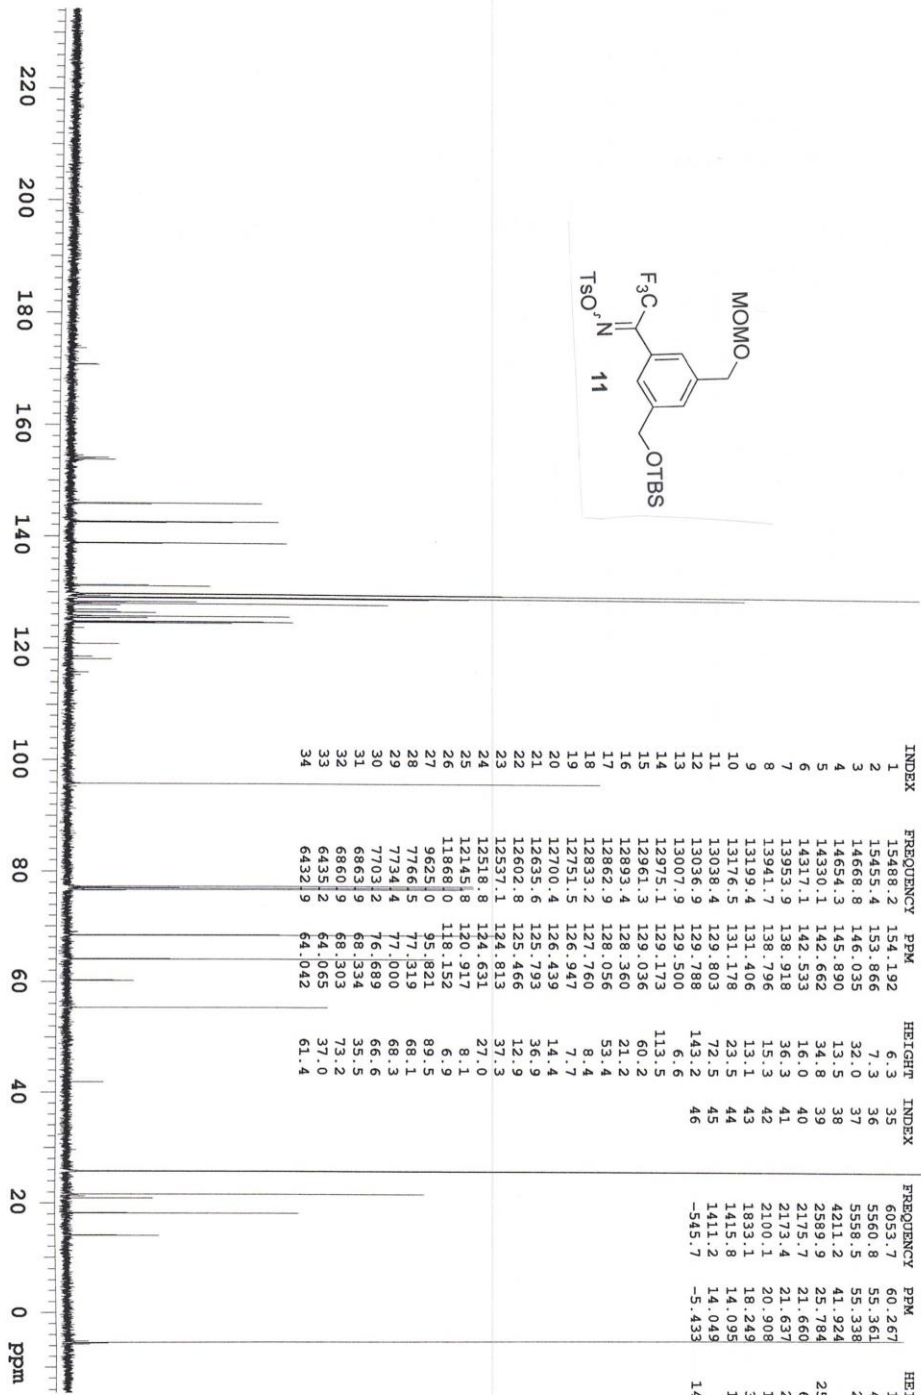 INDEX FREQUENCY PPM HEIGHT INDEX FREQUENCY PPM
1 15488.2 154.192 6.3 35 6053.7 60.267
2 15455.4 153.866 7.3 36 5560.8 55.361
3 14668.8 146.035 32.0 37 5558.5 55.338
4 14654.3 145.890 13.5 38 4211.2 41.924
5 14330.1 142.662 34.8 39 2589.9 25.784
6 14317.1 142.533 16.0 40 2175.7 21.660
7 13953.9 138.918 36.3 41 2173.4 21.637
8 13941.7 138.796 15.3 42 2100.1 20.908
9 13199.4 131.406 13.1 43 1833.1 18.249
10 13176.5 131.178 23.5 44 1415.8 14.095
11 13038.4 129.803 72.5 45 1411.2 14.049
12 13036.9 129.788 143.2 46 -545.7 -5.433
13 13007.9 129.500 6.6
14 12975.1 129.173 113.5
15 12961.3 129.036 60.2
16 12893.4 128.360 21.2
17 12862.9 128.056 53.4
18 12833.2 127.760 8.4
19 12751.5 126.947 7.7
20 12700.4 126.439 14.4
21 12635.6 125.793 36.9
22 12602.8 125.466 12.9
23 12537.1 124.813 37.3
24 12518.8 124.631 27.0
25 12145.8 120.917 8.1
26 11868.0 118.152 6.9
27 9625.0 95.821 89.5
28 7766.5 77.319 68.1
29 7734.4 77.000 68.3
30 7703.2 76.689 66.6
31 6863.9 68.334 35.5
32 6860.9 68.303 73.2
33 6435.2 64.065 37.0
34 6432.9 64.042 61.4
MOMO
OTBS
F3C
N
TsO
11
220 200 180 160 140 120 100 80 60 40 20 0 ppm